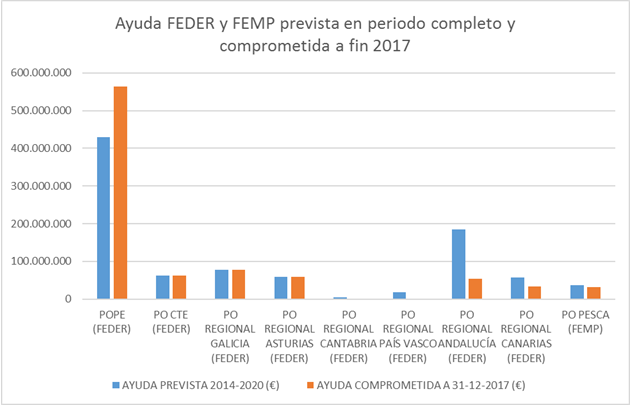 Ayuda FEDER y FEMP prevista en periodo completo y
comprometida a fin 2017
600.000.000
500.000.000
400.000.000
300.000.000
200.000.000
100.000.000
0
POPE (FEDER)
PO CTE (FEDER)
PO REGIONAL GALICIA (FEDER)
PO REGIONAL ASTURIAS (FEDER)
PO REGIONAL CANTABRIA (FEDER)
PO REGIONAL PAÍS VASCO (FEDER)
PO REGIONAL ANDALUCÍA (FEDER)
PO REGIONAL CANARIAS (FEDER)
PO PESCA (FEMP)
AYUDA PREVISTA 2014-2020 (€)
AYUDA COMPROMETIDA A 31-12-2017 (€)